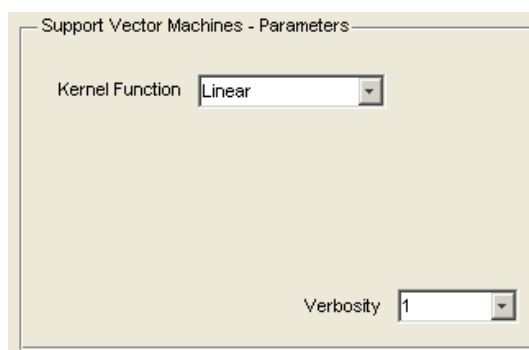 Support Vector Machines - Parameters
Kernel Function Linear
Verbosity 1